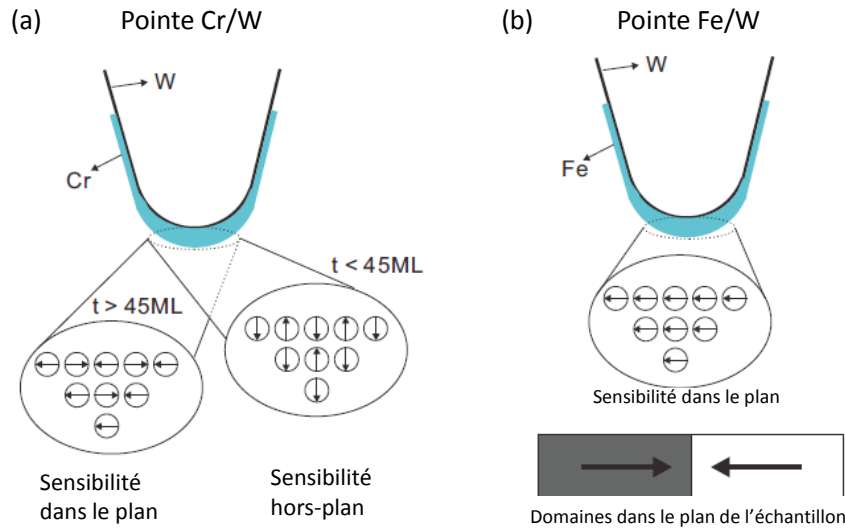 (a) Pointe Cr/W
W
Cr
t > 45ML
t < 45ML
Sensibilité
dans le plan
Sensibilité
hors-plan
(b) Pointe Fe/W
W
Fe
Sensibilité dans le plan
Domaines dans le plan de l'échantillon